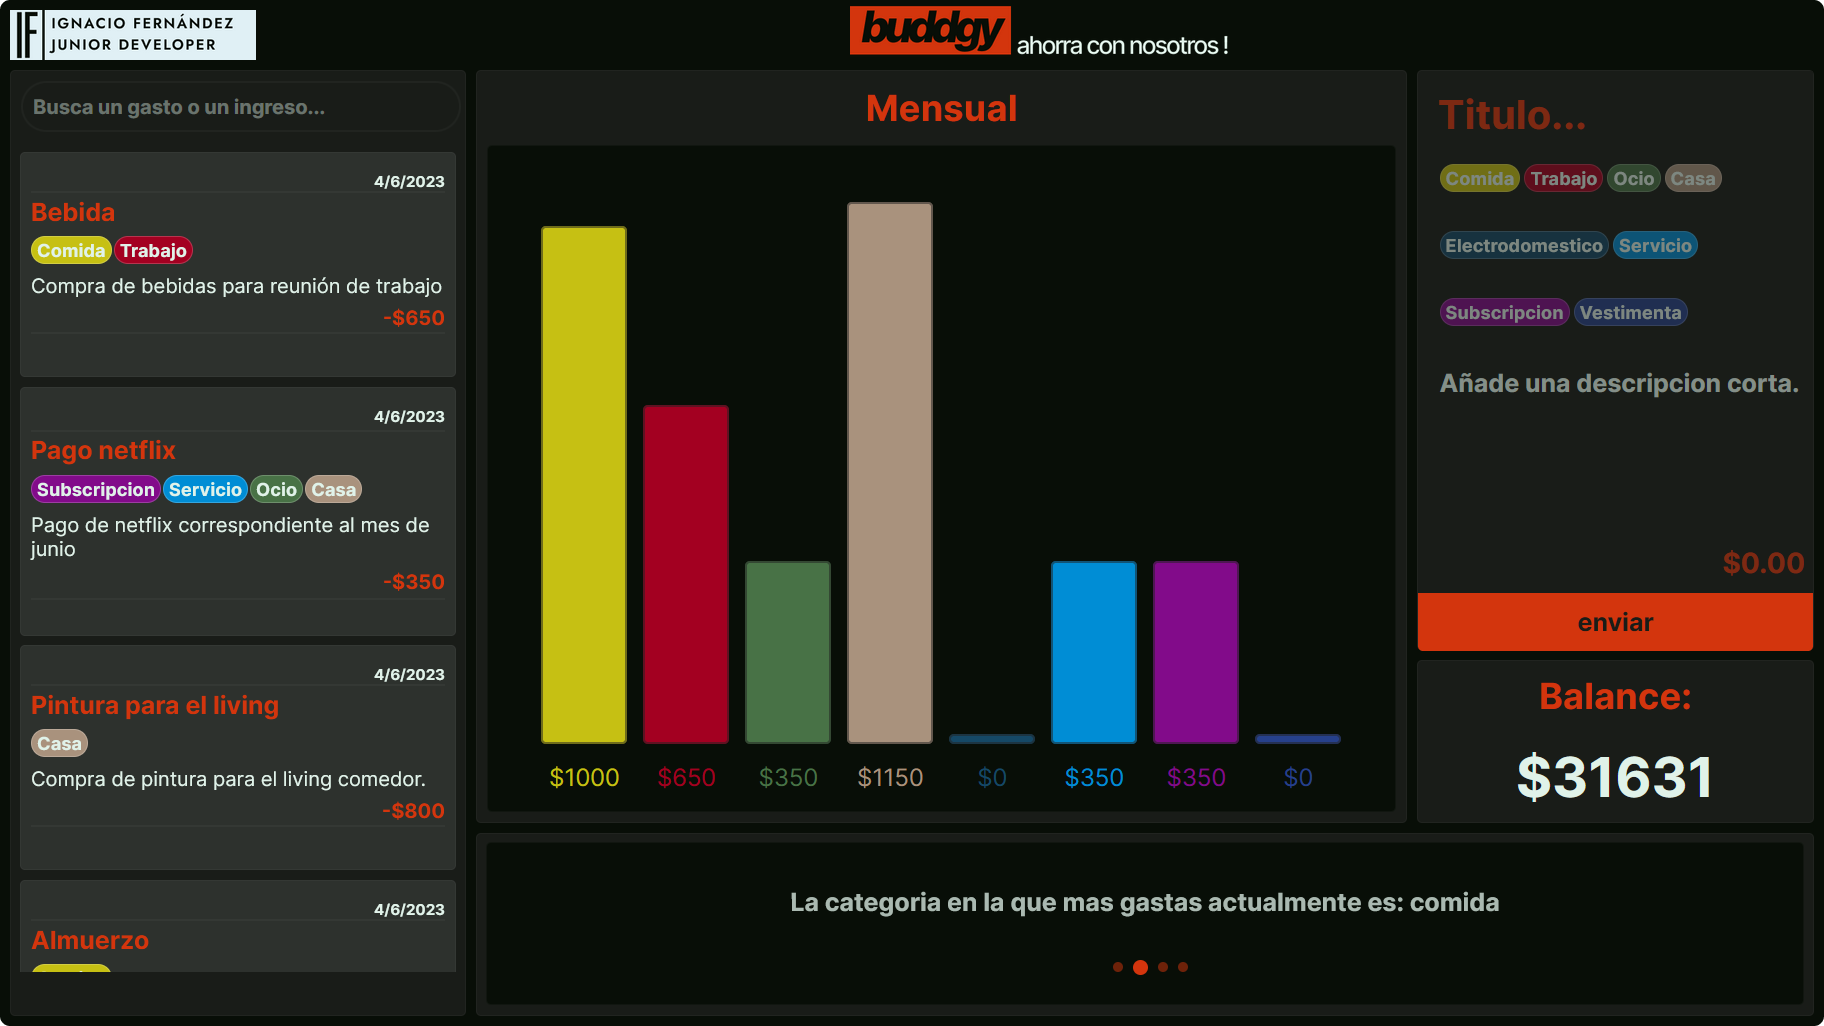 IF IGNACIO FERNÁNDEZ
JUNIOR DEVELOPER
buddgy ahorra con nosotros !
Busca un gasto o un ingreso...
4/6/2023
Bebida
Comida Trabajo
Compra de bebidas para reunión de trabajo
-$650
4/6/2023
Pago netflix
Subscripcion Servicio Ocio Casa
Pago de netflix correspondiente al mes de
junio
-$350
4/6/2023
Pintura para el living
Casa
Compra de pintura para el living comedor.
-$800
4/6/2023
Almuerzo
Mensual
$1000 $650 $350 $1150 $0 $350 $350 $0
Titulo...
Comida Trabajo Ocio Casa
Electrodomestico Servicio
Subscripcion Vestimenta
Añade una descripcion corta.
$0.00
enviar
Balance:
$31631
La categoria en la que mas gastas actualmente es: comida